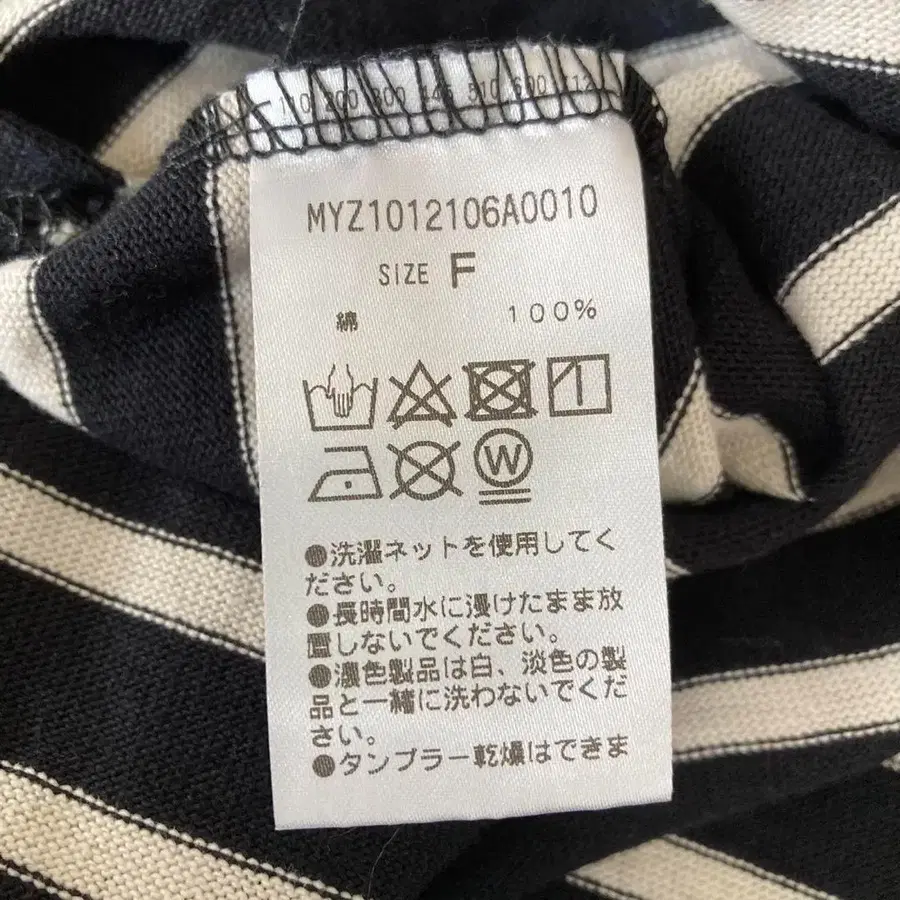 MYZ1012106A0010
SIZE F
綿 100%
W
●洗濯ネットを使用してく
ださい。
●長時間水に浸けたまま放
置しないでください。
●濃色製品は白、淡色の製
品と一緒に洗わないでくだ
さい。
●タンブラー乾燥はできま